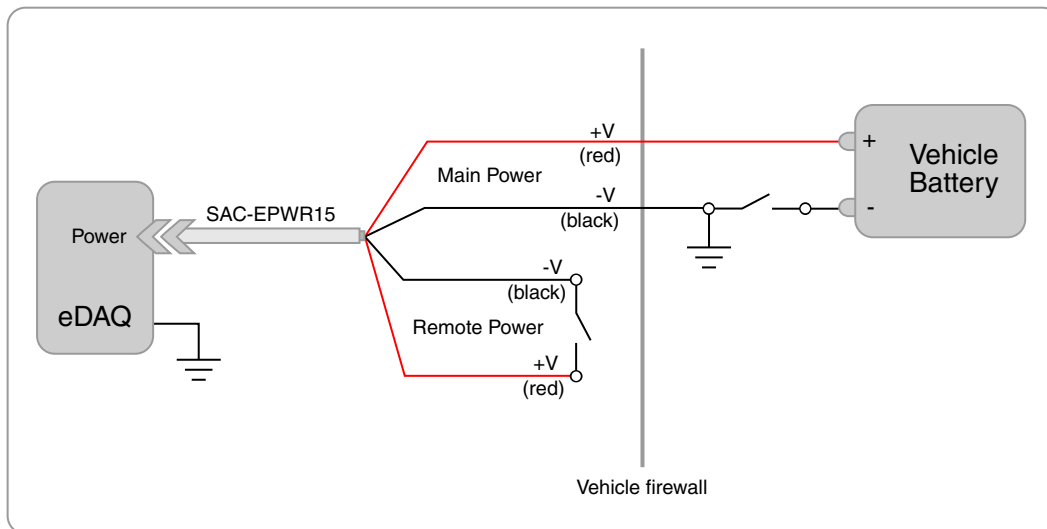 +V
(red)
+
Vehicle
Battery
Main Power
-V
(black)
-
SAC-EPWR15
Power
eDAQ
-V
(black)
Remote Power
+V
(red)
Vehicle firewall